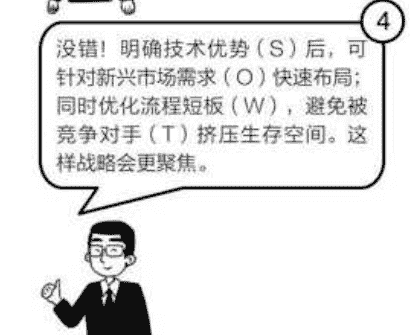 4
没错！明确技术优势（S）后，可
针对新兴市场需求（O）快速布局；
同时优化流程短板（W），避免被
竞争对手（T）挤压生存空间。这
样战略会更聚焦。